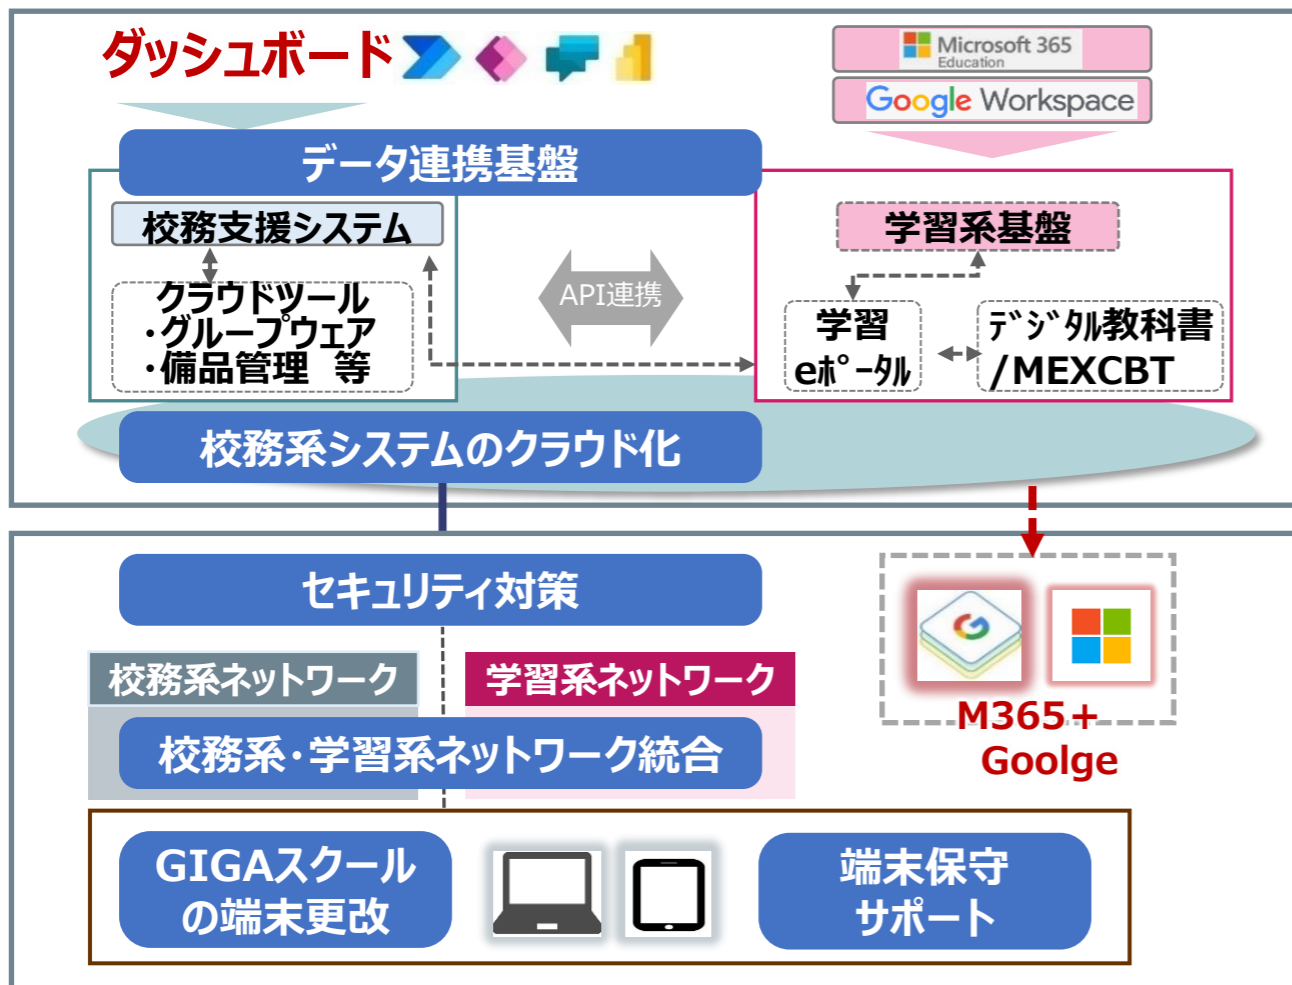 ダッシュボード
Microsoft 365
Education
Google Workspace
データ連携基盤
校務支援システム
クラウドツール
・グループウェア
・備品管理 等
API連携
学習系基盤
学習
eﾎﾟｰﾀﾙ
ﾃﾞｼﾞﾀﾙ教科書
/MEXCBT
校務系システムのクラウド化
セキュリティ対策
校務系ネットワーク
学習系ネットワーク
校務系・学習系ネットワーク統合
M365+
Goolge
GIGAスクール
の端末更改
端末保守
サポート